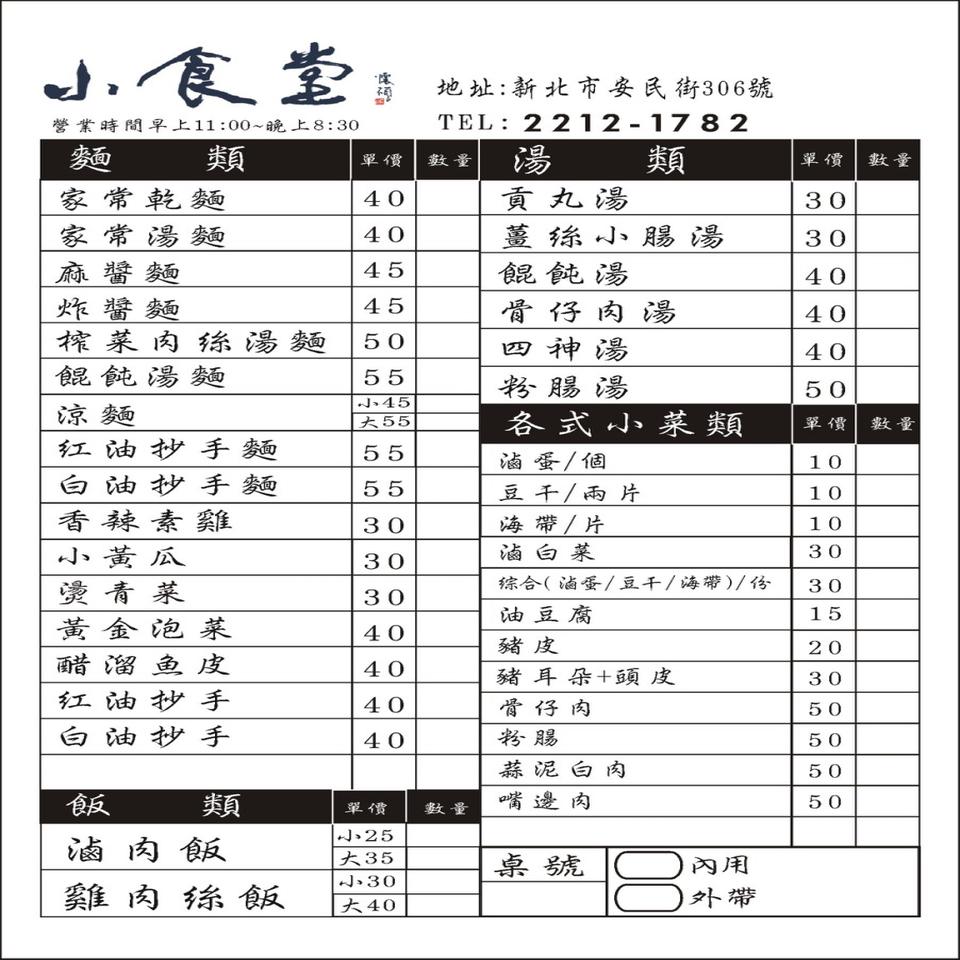 小食堂
地址:新北市安民街306號
營業時間早上11:00~晚上8:30
TEL: 2212-1782
麵類 單價 數量
家常乾麵 40
家常湯麵 40
麻醬麵 45
炸醬麵 45
榨菜肉絲湯麵 50
餛飩湯麵 55
涼麵 小45
大55
紅油抄手麵 55
白油抄手麵 55
香辣素雞 30
小黃瓜 30
燙青菜 30
黃金泡菜 40
醋溜魚皮 40
紅油抄手 40
白油抄手 40
飯類 單價 數量
滷肉飯 小25
大35
雞肉絲飯 小30
大40
湯類 單價 數量
貢丸湯 30
薑絲小腸湯 30
餛飩湯 40
骨仔肉湯 40
四神湯 40
粉腸湯 50
各式小菜類 單價 數量
滷蛋/個 10
豆干/兩片 10
海帶/片 10
滷白菜 30
綜合(滷蛋/豆干/海帶)/份 30
油豆腐 15
豬皮 20
豬耳朵+頭皮 30
骨仔肉 50
粉腸 50
蒜泥白肉 50
嘴邊肉 50
桌號 內用
外帶